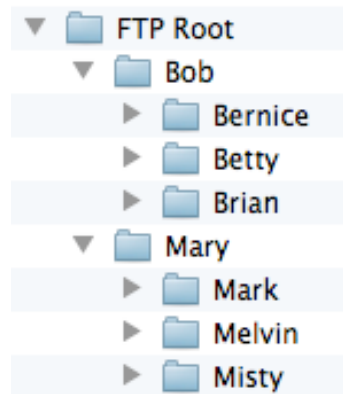 FTP Root
Bob
Bernice
Betty
Brian
Mary
Mark
Melvin
Misty